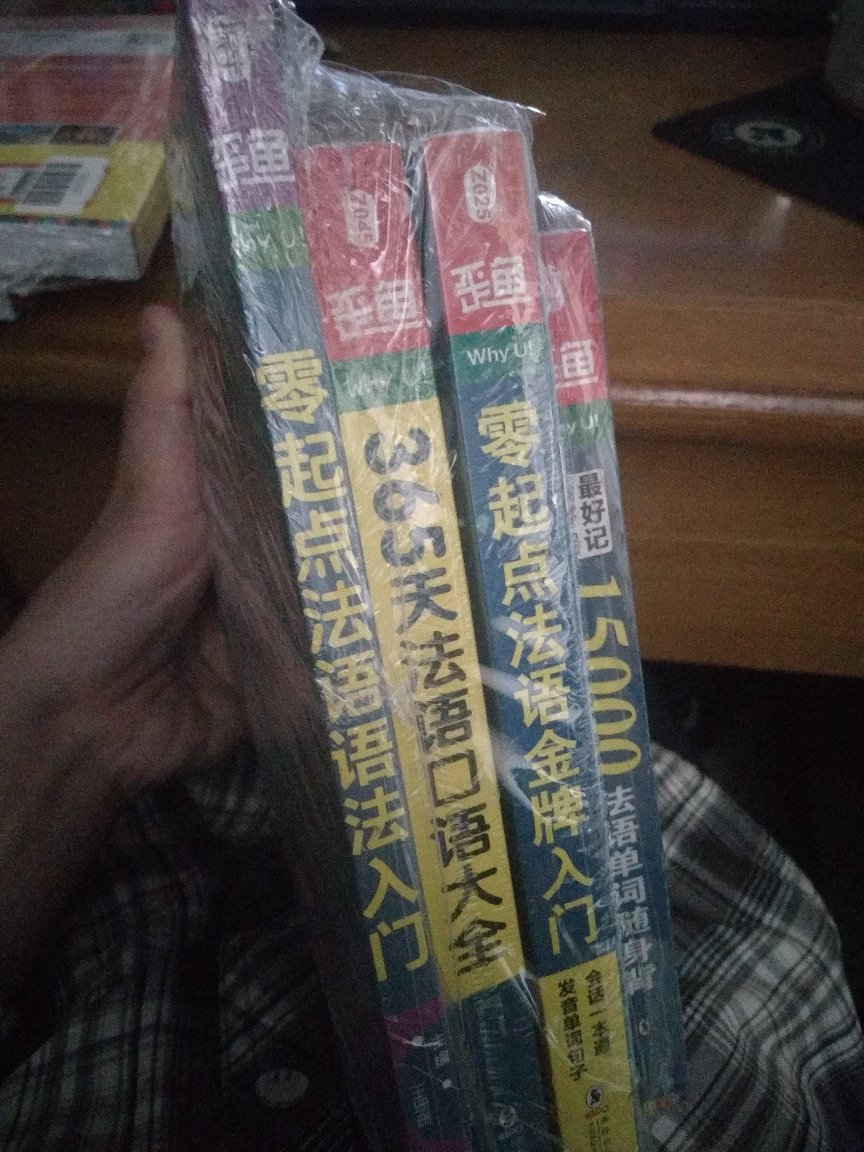 歪鱼
零起点法语语法入门
7045
歪鱼
Why U!
365天法语口语大全
7025
歪鱼
Why U!
零起点法语金牌入门
发音单词句子
会话一本通
鱼
y U!
最好记
15000
法语单词随身背